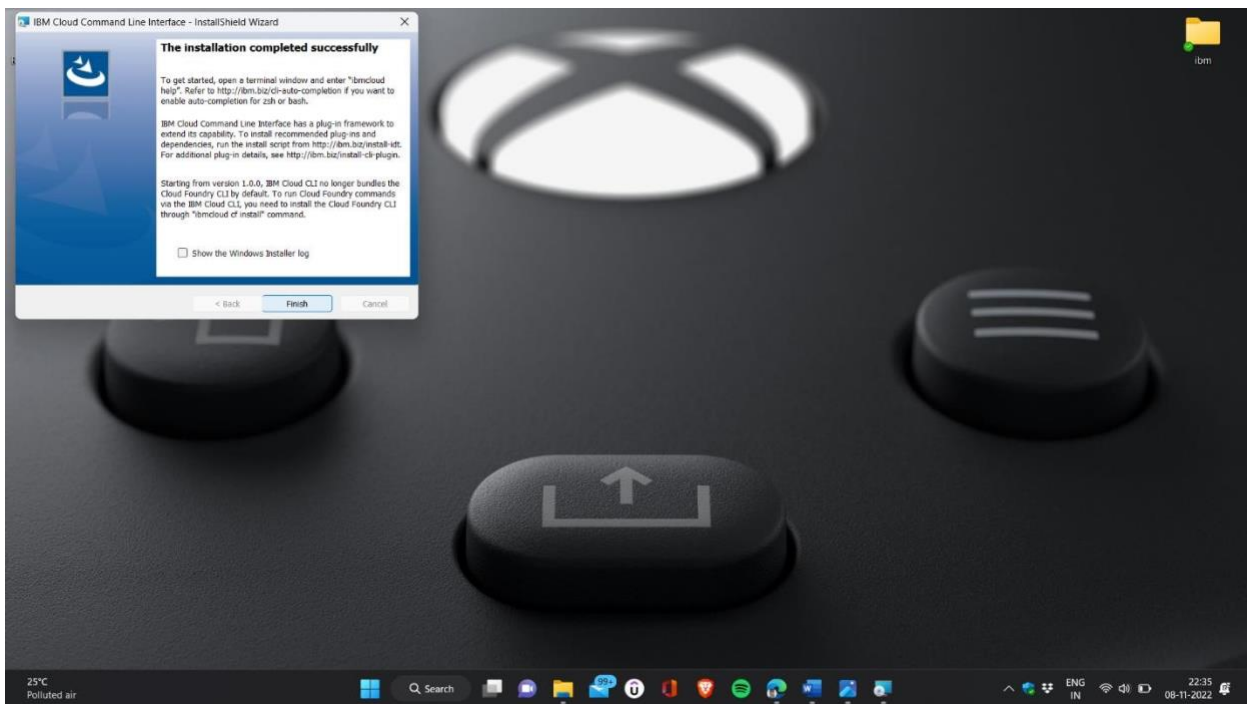 IBM Cloud Command Line Interface - InstallShield Wizard
The installation completed successfully
To get started, open a terminal window and enter "ibmcloud
help". Refer to http://ibm.biz/cli-auto-completion if you want to
enable auto-completion for zsh or bash.
IBM Cloud Command Line Interface has a plug-in framework to
extend its capability. To install recommended plug-ins and
dependencies, run the install script from http://ibm.biz/install-idt.
For additional plug-in details, see http://ibm.biz/install-cli-plugin.
Starting from version 1.0.0, IBM Cloud CLI no longer bundles the
Cloud Foundry CLI by default. To run Cloud Foundry commands
via the IBM Cloud CLI, you need to install the Cloud Foundry CLI
through "ibmcloud cf install" command.
Show the Windows Installer log
< Back Finish Cancel
ibm
25°C
Polluted air
Search
99+
ENG
IN
22:35
08-11-2022